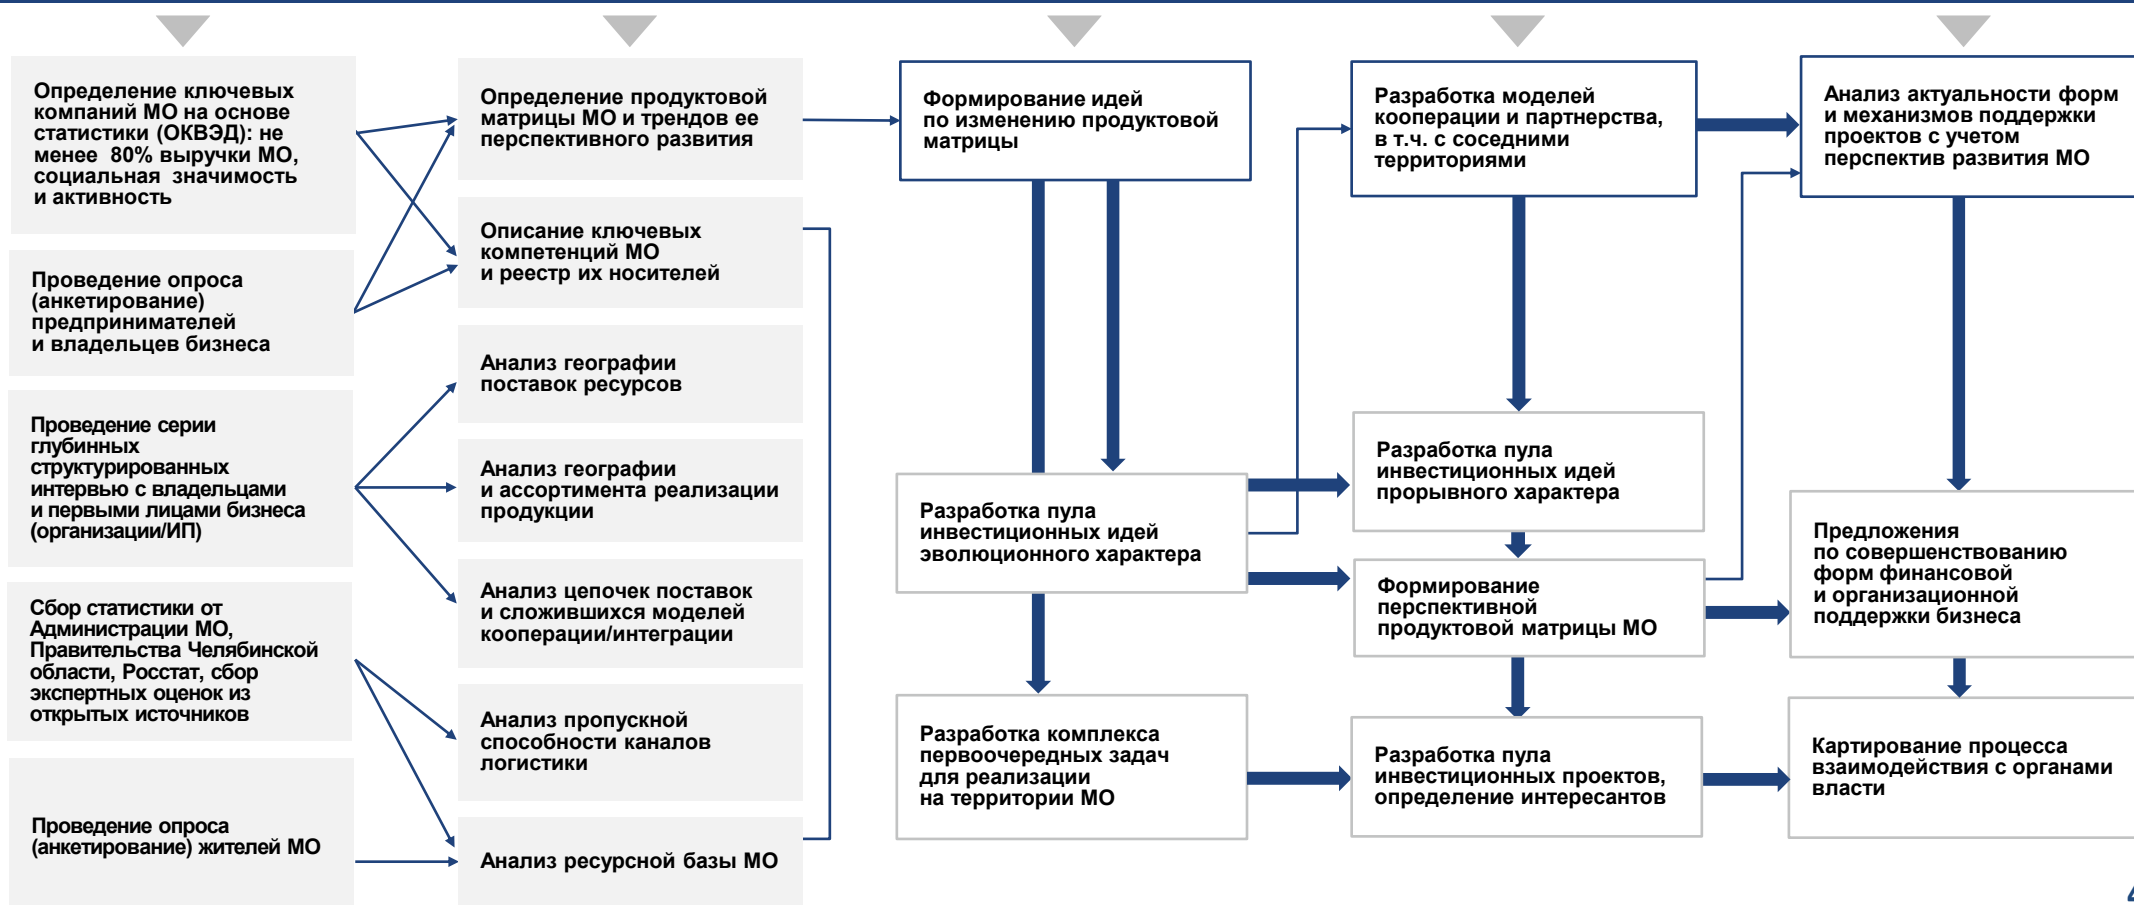 Определение ключевых
компаний МО на основе
статистики (ОКВЭД): не
менее 80% выручки МО,
социальная значимость
и активность
Проведение опроса
(анкетирование)
предпринимателей
и владельцев бизнеса
Проведение серии
глубинных
структурированных
интервью с владельцами
и первыми лицами бизнеса
(организации/ИП)
Сбор статистики от
Администрации МО,
Правительства Челябинской
области, Росстат, сбор
экспертных оценок из
открытых источников
Проведение опроса
(анкетирование) жителей МО
Определение продуктовой
матрицы МО и трендов ее
перспективного развития
Описание ключевых
компетенций МО
и реестр их носителей
Анализ географии
поставок ресурсов
Анализ географии
и ассортимента реализации
продукции
Анализ цепочек поставок
и сложившихся моделей
кооперации/интеграции
Анализ пропускной
способности каналов
логистики
Анализ ресурсной базы МО
Формирование идей
по изменению продуктовой
матрицы
Разработка пула
инвестиционных идей
эволюционного характера
Разработка комплекса
первоочередных задач
для реализации
на территории МО
Разработка моделей
кооперации и партнерства,
в т.ч. с соседними
территориями
Разработка пула
инвестиционных идей
прорывного характера
Формирование
перспективной
продуктовой матрицы МО
Разработка пула
инвестиционных проектов,
определение интересантов
Анализ актуальности форм
и механизмов поддержки
проектов с учетом
перспектив развития МО
Предложения
по совершенствованию
форм финансовой
и организационной
поддержки бизнеса
Картирование процесса
взаимодействия с органами
власти